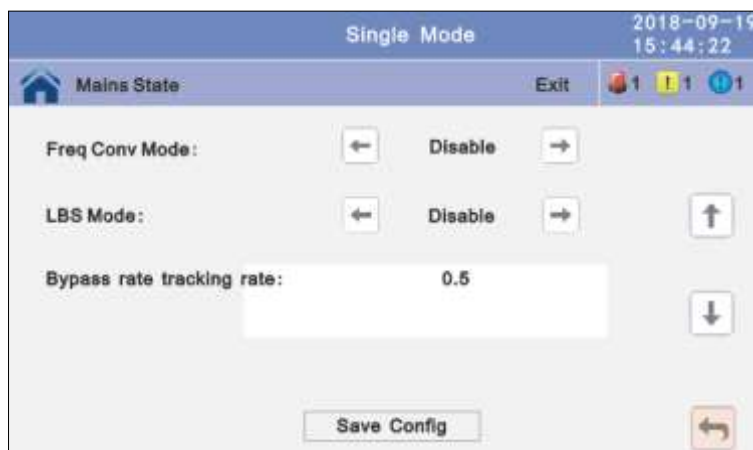 Single Mode
2018-09-19
15:44:22
Mains State
Exit
1
1
1
Freq Conv Mode:
Disable
LBS Mode:
Disable
Bypass rate tracking rate:
0.5
Save Config